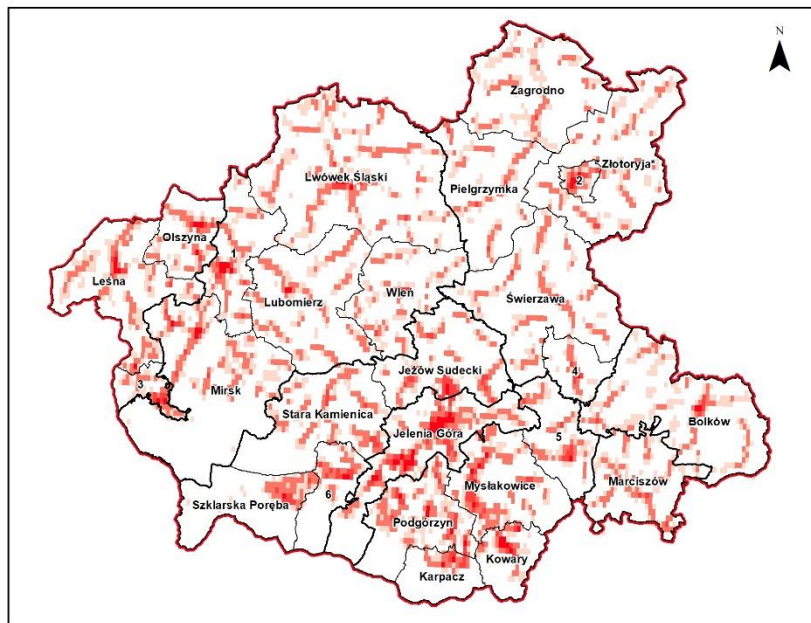 N
Zagrodno
Złotoryja*
2
Lwówek Śląski
Pielgrzymka
Olszyna
1
Leśna
Lubomierz
Wleń
Świerzawa
Jeżów Sudecki
4
3
Mirsk
Stara Kamienica
Bolków
Jelenia Góra
5
Marciszów
Mysłakowice
6
Szklarska Poręba
Podgórzyn
Kowary
Karpacz